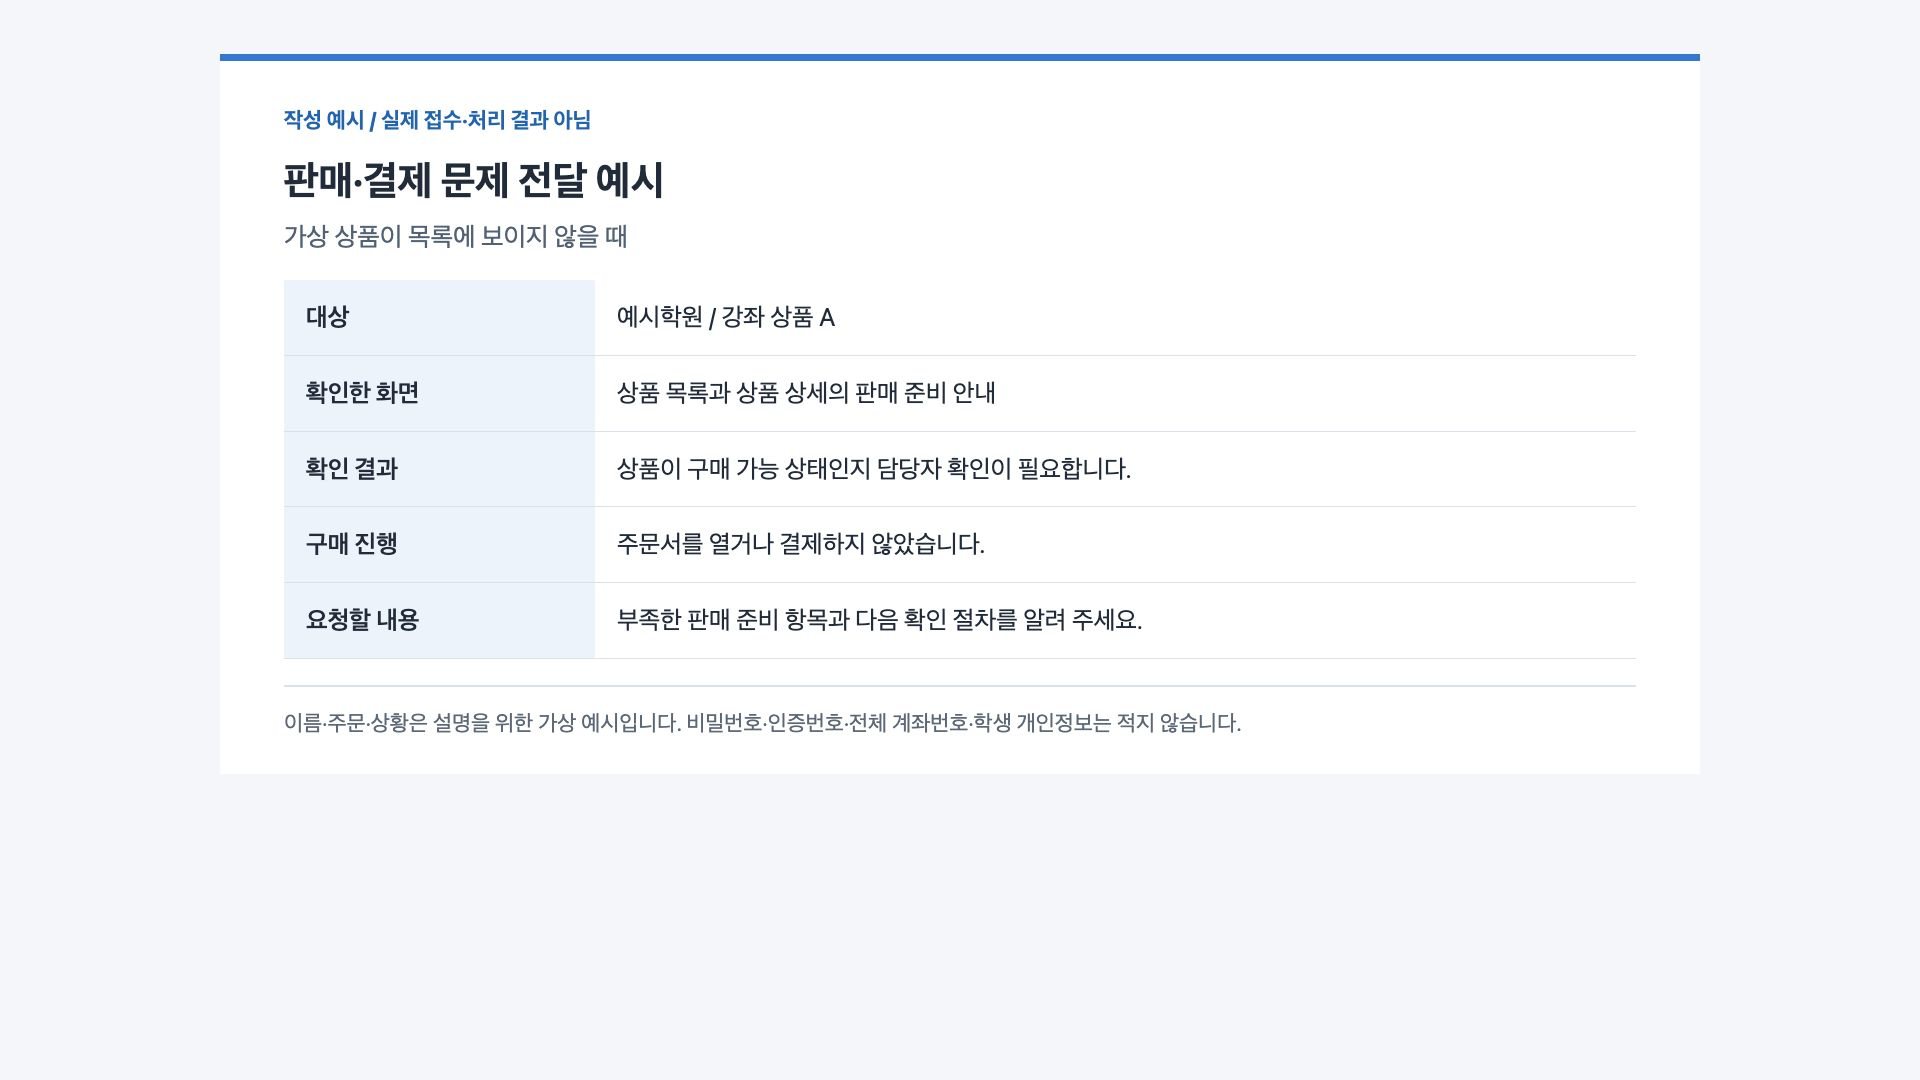 작성 예시 / 실제 접수·처리 결과 아님
판매·결제 문제 전달 예시
가상 상품이 목록에 보이지 않을 때
대상 예시학원 / 강좌 상품 A
확인한 화면 상품 목록과 상품 상세의 판매 준비 안내
확인 결과 상품이 구매 가능 상태인지 담당자 확인이 필요합니다.
구매 진행 주문서를 열거나 결제하지 않았습니다.
요청할 내용 부족한 판매 준비 항목과 다음 확인 절차를 알려 주세요.
이름·주문·상황은 설명을 위한 가상 예시입니다. 비밀번호·인증번호·전체 계좌번호·학생 개인정보는 적지 않습니다.